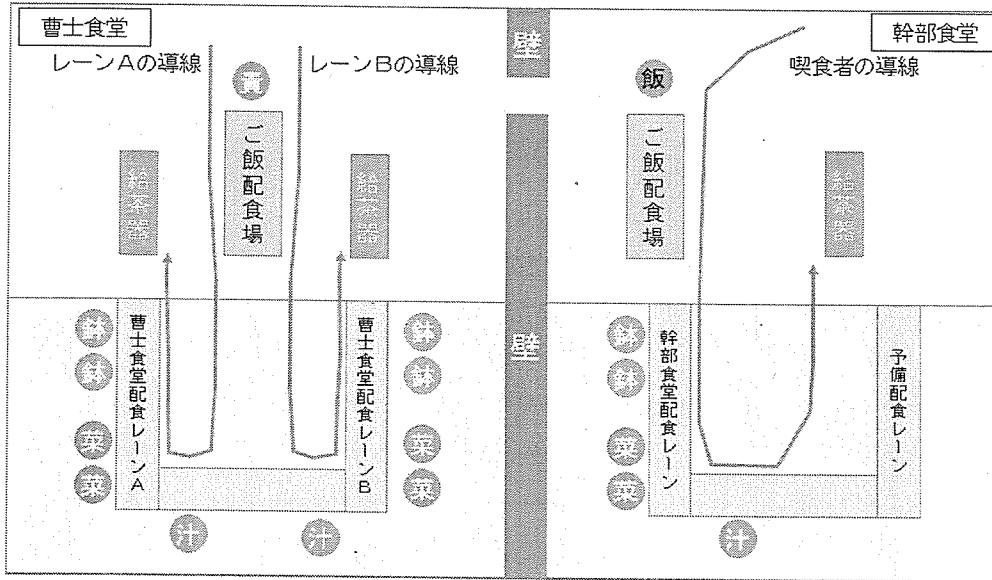 曹士食堂
レーンAの導線
レーンBの導線
ご飯配食場
給茶器
給茶器
鉢
鉢
菜
菜
曹士食堂配食レーンA
曹士食堂配食レーンB
鉢
鉢
菜
菜
汁
汁
壁
壁
幹部食堂
喫食者の導線
飯
ご飯配食場
給茶器
鉢
鉢
菜
菜
幹部食堂配食レーン
予備配食レーン
汁